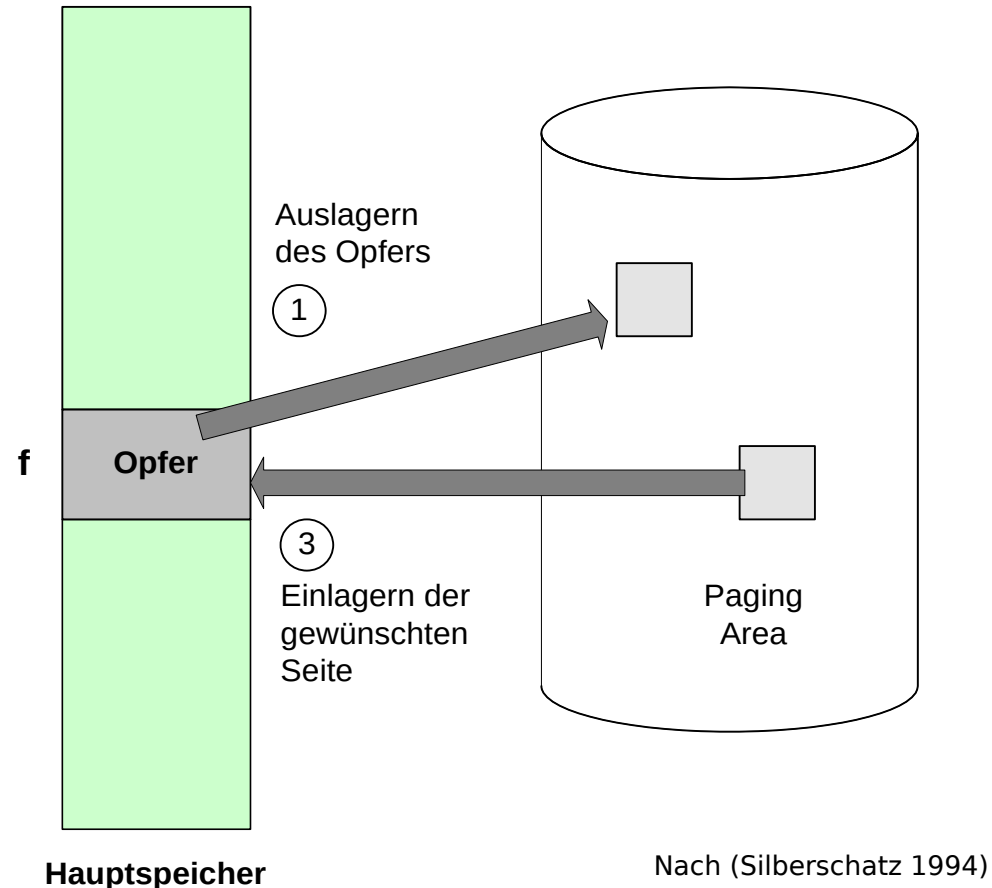 Auslagern
des Opfers
1
f
Opfer
3
Einlagern der
gewünschten
Seite
Paging
Area
Hauptspeicher
Nach (Silberschatz 1994)